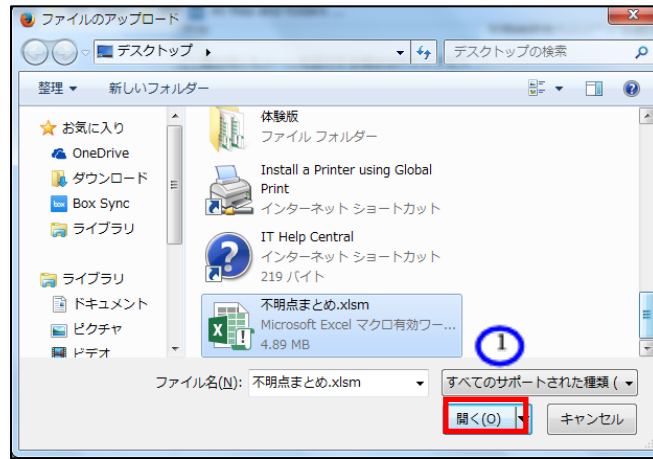 ファイルのアップロード
デスクトップ
デスクトップの検索
整理
新しいフォルダー
お気に入り
OneDrive
ダウンロード
Box Sync
ライブラリ
ライブラリ
ドキュメント
ピクチャ
ビデオ
体験版
ファイル フォルダー
Install a Printer using Global
Print
インターネット ショートカット
IT Help Central
インターネット ショートカット
219 バイト
不明点まとめ.xlsm
Microsoft Excel マクロ有効ワー...
4.89 MB
1
ファイル名(N): 不明点まとめ.xlsm
すべてのサポートされた種類 (
開く(O)
キャンセル